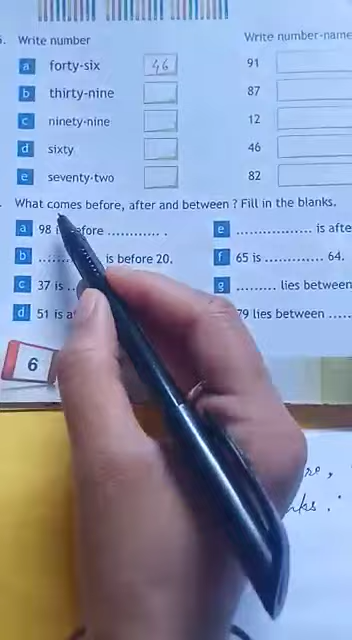 Write number
a forty-six 46
b thirty-nine
c ninety-nine
d sixty
e seventy-two
Write number-name
91
87
12
46
82
What comes before, after and between ? Fill in the blanks.
a 98 before ............ .
b ........ is before 20.
c 37 is ..
d 51 is a
e .................. is afte
f 65 is .............. 64.
g ......... lies between
79 lies between .....
6